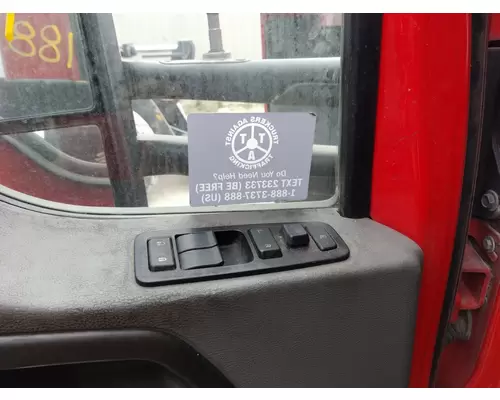 188
TRUCKERS AGAINST
TRAFFICKING
T T
A
Do You Need Help?
TEXT 233733 (BE FREE)
1-888-3737-888 (US)